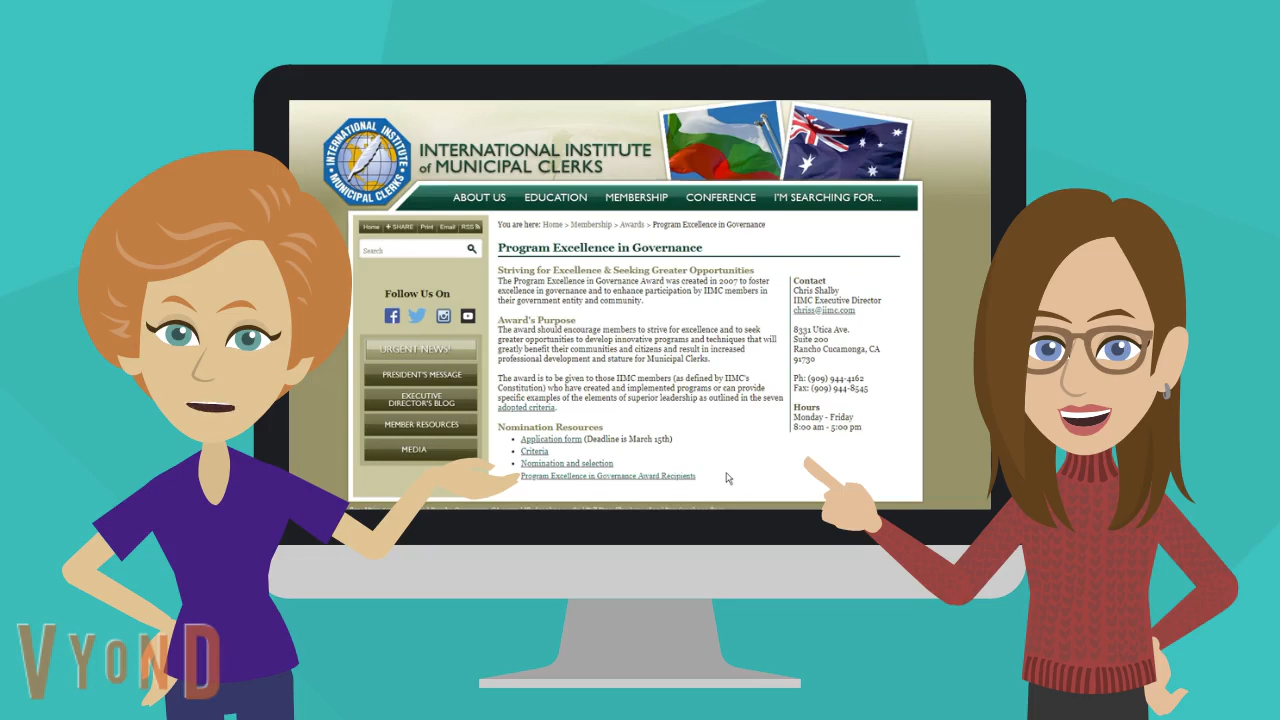 INTERNATIONAL INSTITUTE
MUNICIPAL CLERKS
INTERNATIONAL INSTITUTE
of MUNICIPAL CLERKS
ABOUT US EDUCATION MEMBERSHIP CONFERENCE I'M SEARCHING FOR...
Home + SHARE Print Email RSS
Search
Follow Us On
URGENT NEWS!
PRESIDENT'S MESSAGE
EXECUTIVE
DIRECTOR'S BLOG
MEMBER RESOURCES
MEDIA
You are here: Home > Membership > Awards > Program Excellence in Governance
Program Excellence in Governance
Striving for Excellence & Seeking Greater Opportunities
The Program Excellence in Governance Award was created in 2007 to foster
excellence in governance and to enhance participation by IIMC members in
their government entity and community.
Award's Purpose
The award should encourage members to strive for excellence and to seek
greater opportunities to develop innovative programs and techniques that will
greatly benefit their communities and citizens and result in increased
professional development and stature for Municipal Clerks.
The award is to be given to those IIMC members (as defined by IIMC's
Constitution) who have created and implemented programs or can provide
specific examples of the elements of superior leadership as outlined in the seven
adopted criteria.
Nomination Resources
• Application form (Deadline is March 15th)
• Criteria
• Nomination and selection
Program Excellence in Governance Award Recipients
Contact
Chris Shalby
IIMC Executive Director
chriss@iimc.com
8331 Utica Ave.
Suite 200
Rancho Cucamonga, CA
91730
Ph: (909) 944-4162
Fax: (909) 944-8545
Hours
Monday - Friday
8:00 am - 5:00 pm
VYOND